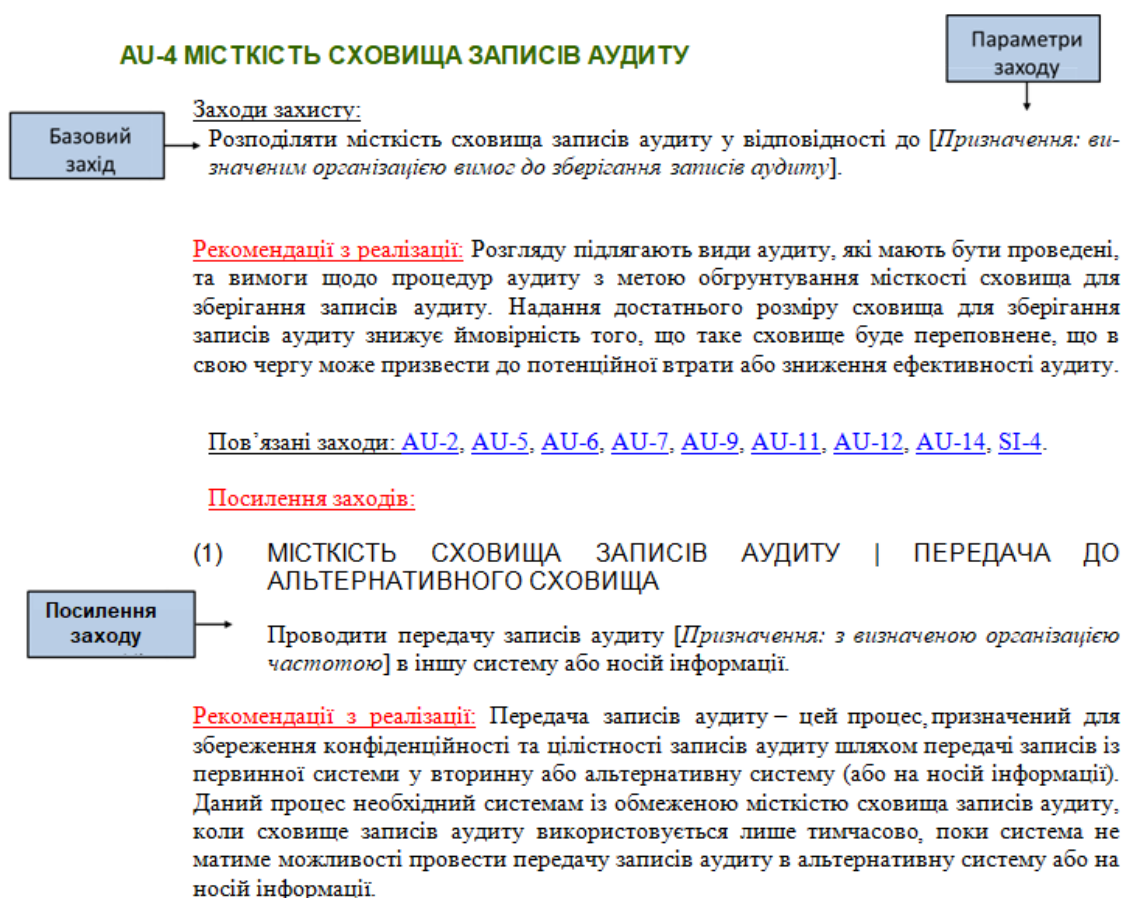 AU-4 МІСТКІСТЬ СХОВИЩА ЗАПИСІВ АУДИТУ
Параметри
заходу
Заходи захисту:
Базовий
захід
Розподіляти місткість сховища записів аудиту у відповідності до [Призначення: ви-
значеним організацією вимог до зберігання записів аудиту].
Рекомендації з реалізації: Розгляду підлягають види аудиту, які мають бути проведені,
та вимоги щодо процедур аудиту з метою обгрунтування місткості сховища для
зберігання записів аудиту. Надання достатнього розміру сховища для зберігання
записів аудиту знижує ймовірність того, що таке сховище буде переповнене, що в
свою чергу може призвести до потенційної втрати або зниження ефективності аудиту.
Пов’язані заходи: AU-2, AU-5, AU-6, AU-7, AU-9, AU-11, AU-12, AU-14, SI-4.
Посилення заходів:
(1) МІСТКІСТЬ СХОВИЩА ЗАПИСІВ АУДИТУ | ПЕРЕДАЧА ДО
АЛЬТЕРНАТИВНОГО СХОВИЩА
Посилення
заходу
Проводити передачу записів аудиту [Призначення: з визначеною організацією
частотою] в іншу систему або носій інформації.
Рекомендації з реалізації: Передача записів аудиту – цей процес, призначений для
збереження конфіденційності та цілістності записів аудиту шляхом передачі записів із
первинної системи у вторинну або альтернативну систему (або на носій інформації).
Даний процес необхідний системам із обмеженою місткістю сховища записів аудиту,
коли сховище записів аудиту використовується лише тимчасово, поки система не
матиме можливості провести передачу записів аудиту в альтернативну систему або на
носій інформації.